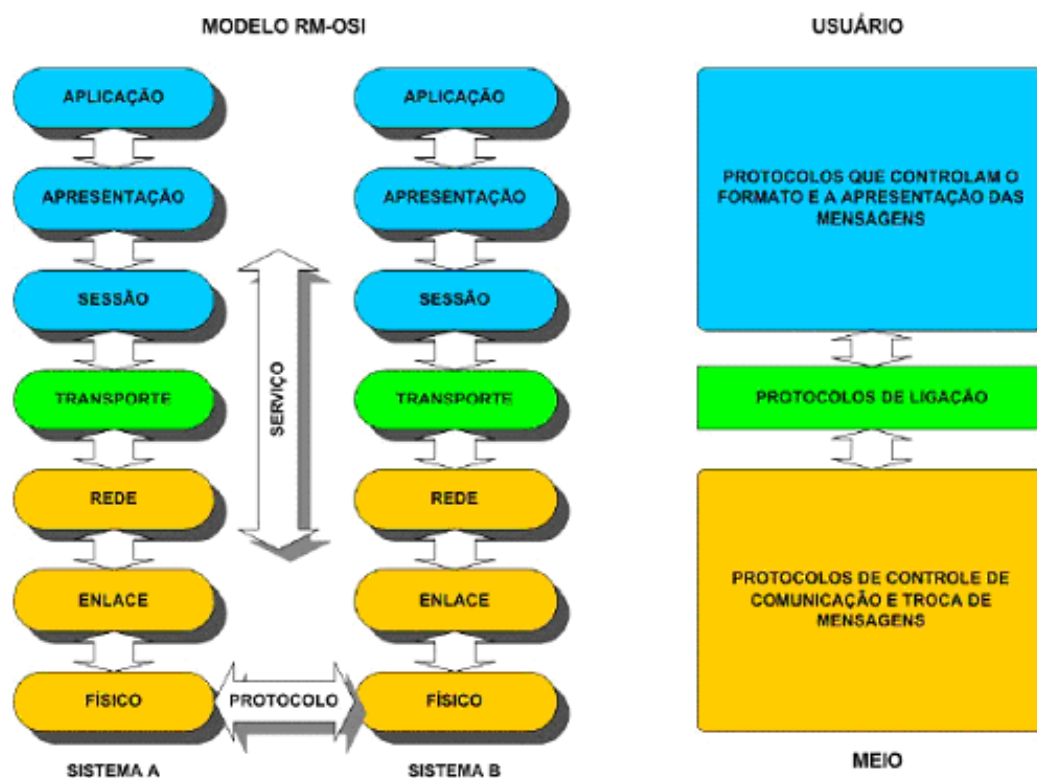 MODELO RM-OSI
USUÁRIO
APLICAÇÃO
APLICAÇÃO
APRESENTAÇÃO
APRESENTAÇÃO
SESSÃO
SESSÃO
TRANSPORTE
TRANSPORTE
REDE
REDE
ENLACE
ENLACE
FÍSICO
PROTOCOLO
FÍSICO
SERVIÇO
SISTEMA A
SISTEMA B
PROTOCOLOS QUE CONTROLAM O
FORMATO E A APRESENTAÇÃO DAS
MENSAGENS
PROTOCOLOS DE LIGAÇÃO
PROTOCOLOS DE CONTROLE DE
COMUNICAÇÃO E TROCA DE
MENSAGENS
MEIO